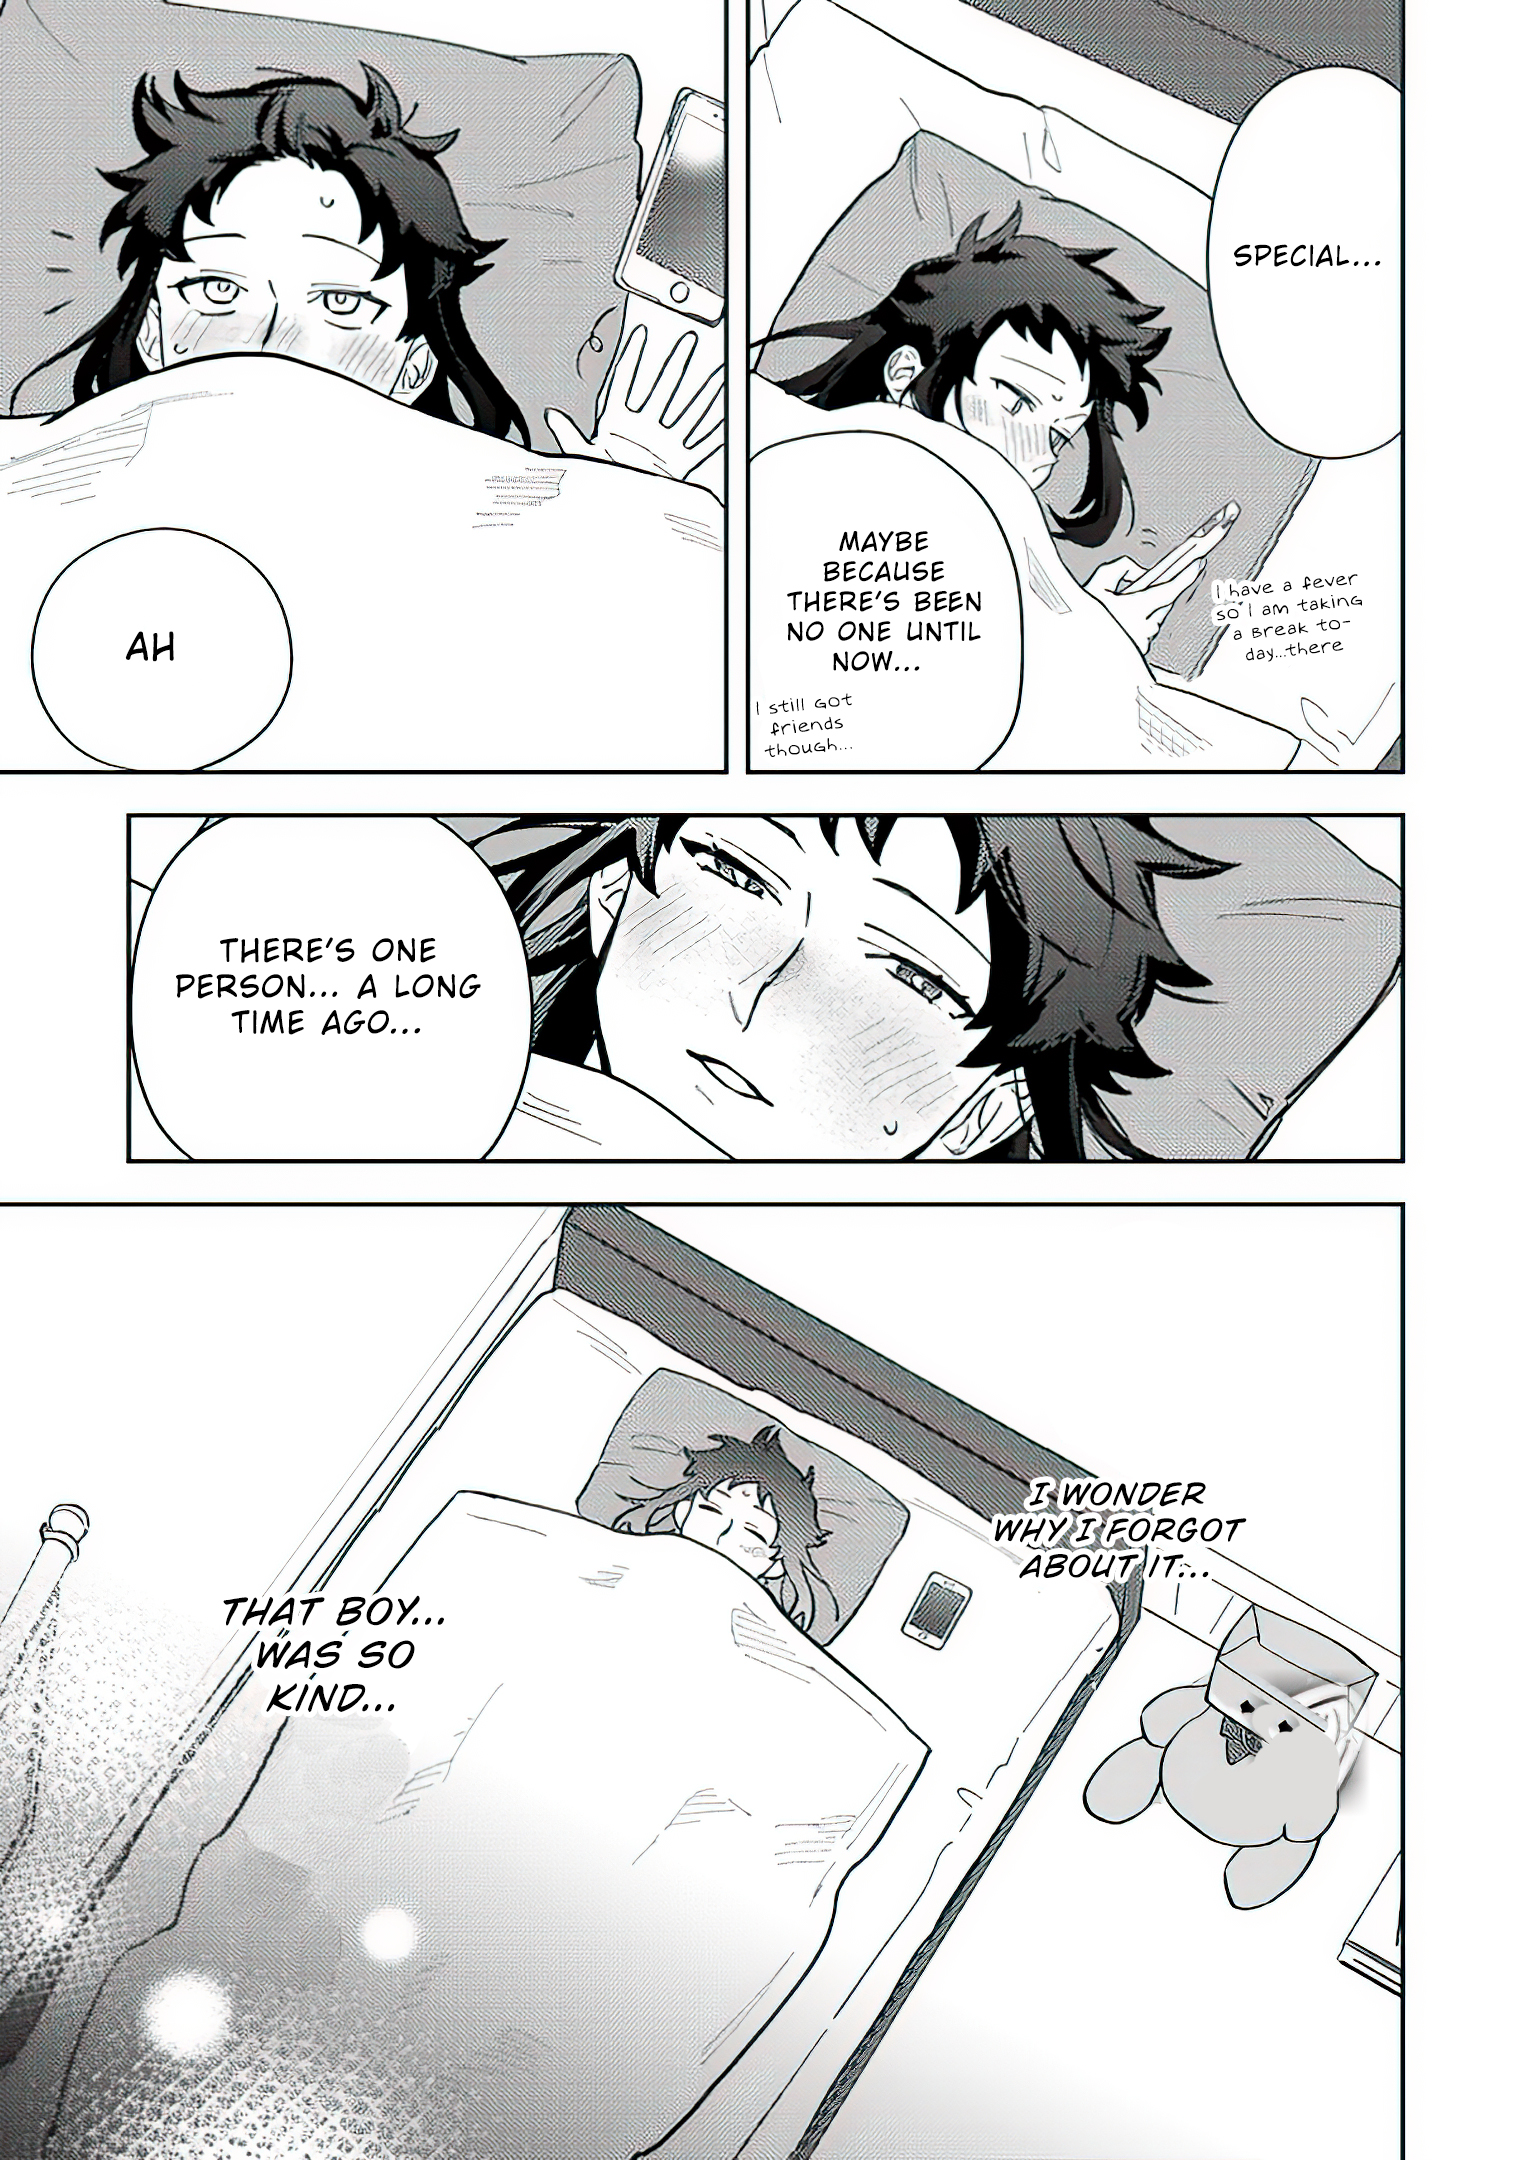 SPECIAL...
MAYBE
BECAUSE
THERE'S BEEN
NO ONE UNTIL
NOW...
I have a fever
so I am taking
a break to-
day...there
I still got
friends
though...
AH
THERE'S ONE
PERSON... A LONG
TIME AGO...
I WONDER
WHY I FORGOT
ABOUT IT...
THAT BOY...
WAS SO
KIND...